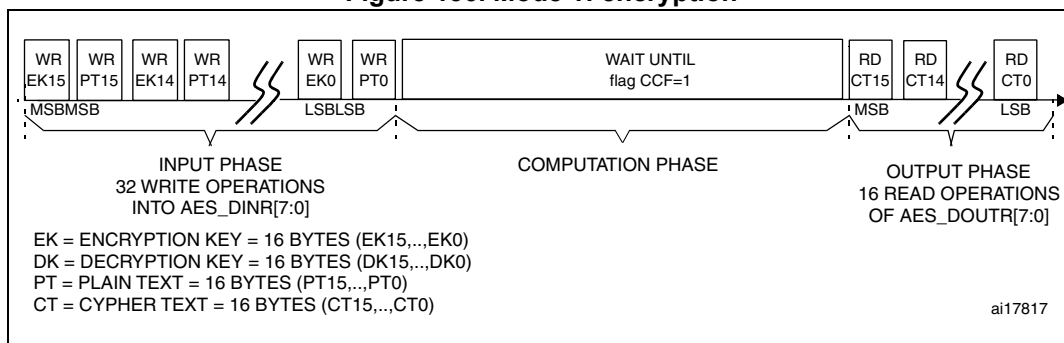 Figure 133. Mode 1: encryption
WR EK15
WR PT15
WR EK14
WR PT14
WR EK0
WR PT0
WAIT UNTIL
flag CCF=1
RD CT15
RD CT14
RD CT0
MSBMSB
LSBLSB
MSB
LSB
INPUT PHASE
32 WRITE OPERATIONS
INTO AES_DINR[7:0]
COMPUTATION PHASE
OUTPUT PHASE
16 READ OPERATIONS
OF AES_DOUTR[7:0]
EK = ENCRYPTION KEY = 16 BYTES (EK15,..,EK0)
DK = DECRYPTION KEY = 16 BYTES (DK15,..,DK0)
PT = PLAIN TEXT = 16 BYTES (PT15,..,PT0)
CT = CYPHER TEXT = 16 BYTES (CT15,..,CT0)
ai17817